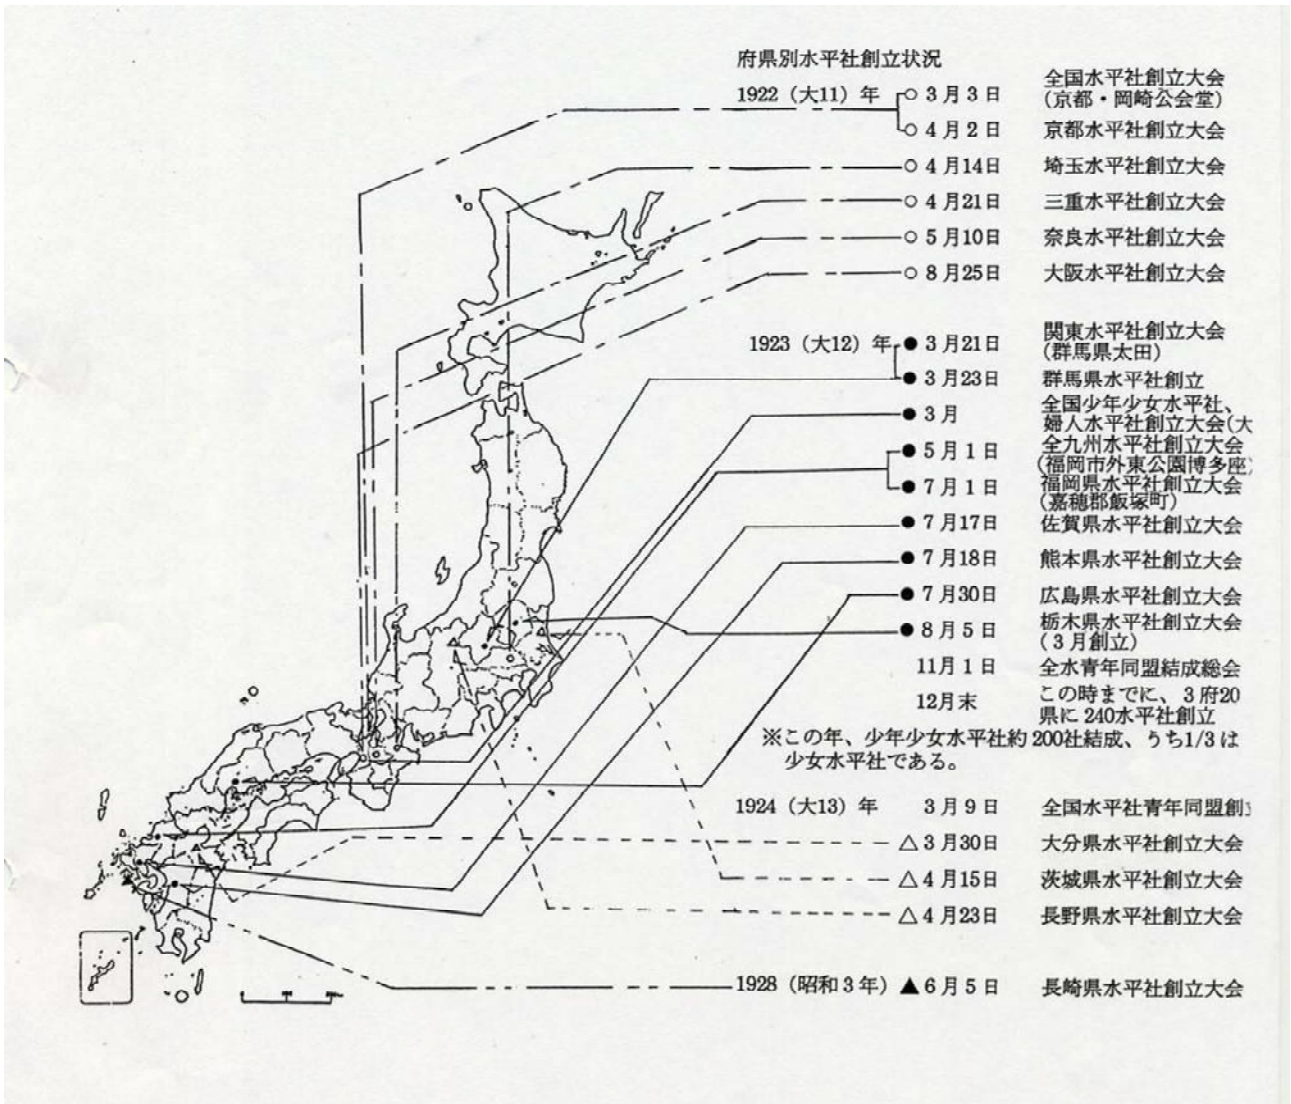 府県別水平社創立状況
1922(大11)年 ○ 3月3日 全国水平社創立大会
(京都・岡崎公会堂)
○ 4月2日 京都水平社創立大会
○ 4月14日 埼玉水平社創立大会
○ 4月21日 三重水平社創立大会
○ 5月10日 奈良水平社創立大会
○ 8月25日 大阪水平社創立大会
1923(大12)年 ● 3月21日 関東水平社創立大会
(群馬県太田)
● 3月23日 群馬県水平社創立
● 3月 全国少年少女水平社、
婦人水平社創立大会(大
● 5月1日 全九州水平社創立大会
(福岡市外東公園博多座)
● 7月1日 福岡県水平社創立大会
(嘉穂郡飯塚町)
● 7月17日 佐賀県水平社創立大会
● 7月18日 熊本県水平社創立大会
● 7月30日 広島県水平社創立大会
● 8月5日 栃木県水平社創立大会
(3月創立)
11月1日 全水青年同盟結成総会
12月末 この時までに、3府20
県に240水平社創立
※この年、少年少女水平社約200社結成、うち1/3は
少女水平社である。
1924(大13)年 3月9日 全国水平社青年同盟創
△ 3月30日 大分県水平社創立大会
△ 4月15日 茨城県水平社創立大会
△ 4月23日 長野県水平社創立大会
1928(昭和3年) ▲ 6月5日 長崎県水平社創立大会